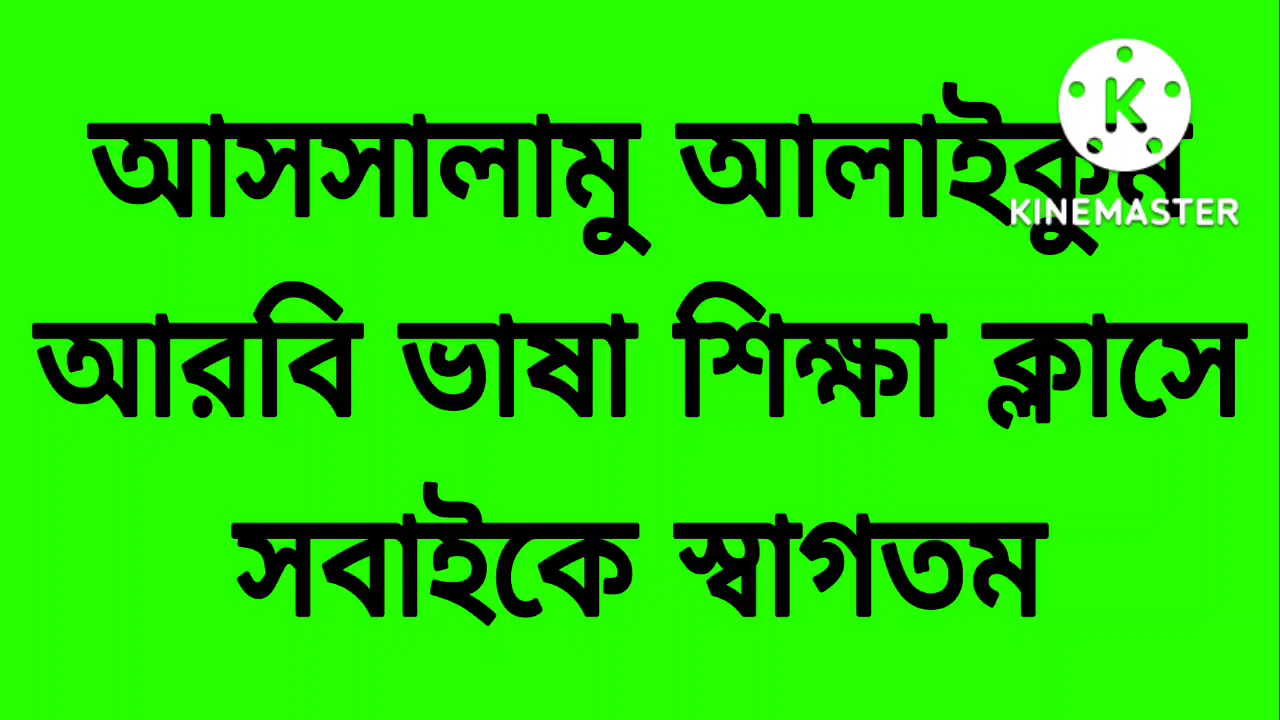 আসসালামু আলাইকুম
আরবি ভাষা শিক্ষা ক্লাসে
সবাইকে স্বাগতম
K
KINEMASTER